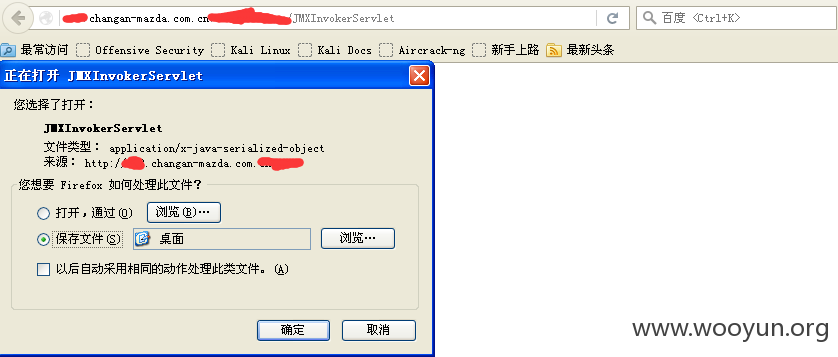 changan-mazda.com.cn /JMXInvokerServlet
百度 <Ctrl+K>
最常访问 Offensive Security Kali Linux Kali Docs Aircrack-ng 新手上路 最新头条
正在打开 JMXInvokerServlet
您选择了打开：
JMXInvokerServlet
文件类型： application/x-java-serialized-object
来源： http:/ .changan-mazda.com.
您想要 Firefox 如何处理此文件？
打开，通过(O) 浏览(B)…
保存文件(S) 桌面 浏览…
以后自动采用相同的动作处理此类文件。(A)
确定 取消
www.wooyun.org